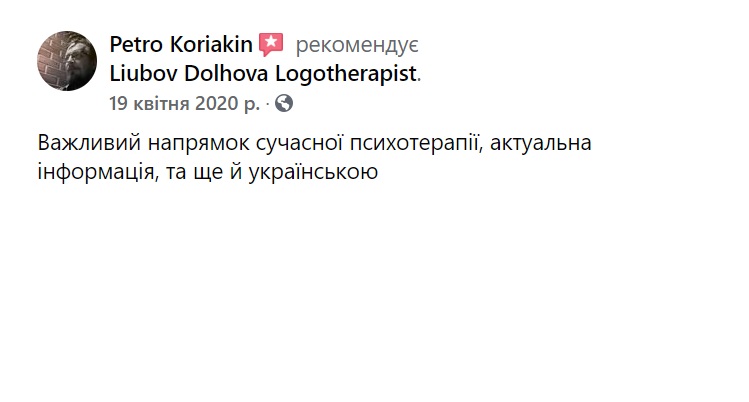 Petro Koriakin рекомендує
Liubov Dolhova Logotherapist.
19 квітня 2020 р. ·
Важливий напрямок сучасної психотерапії, актуальна
інформація, та ще й українською